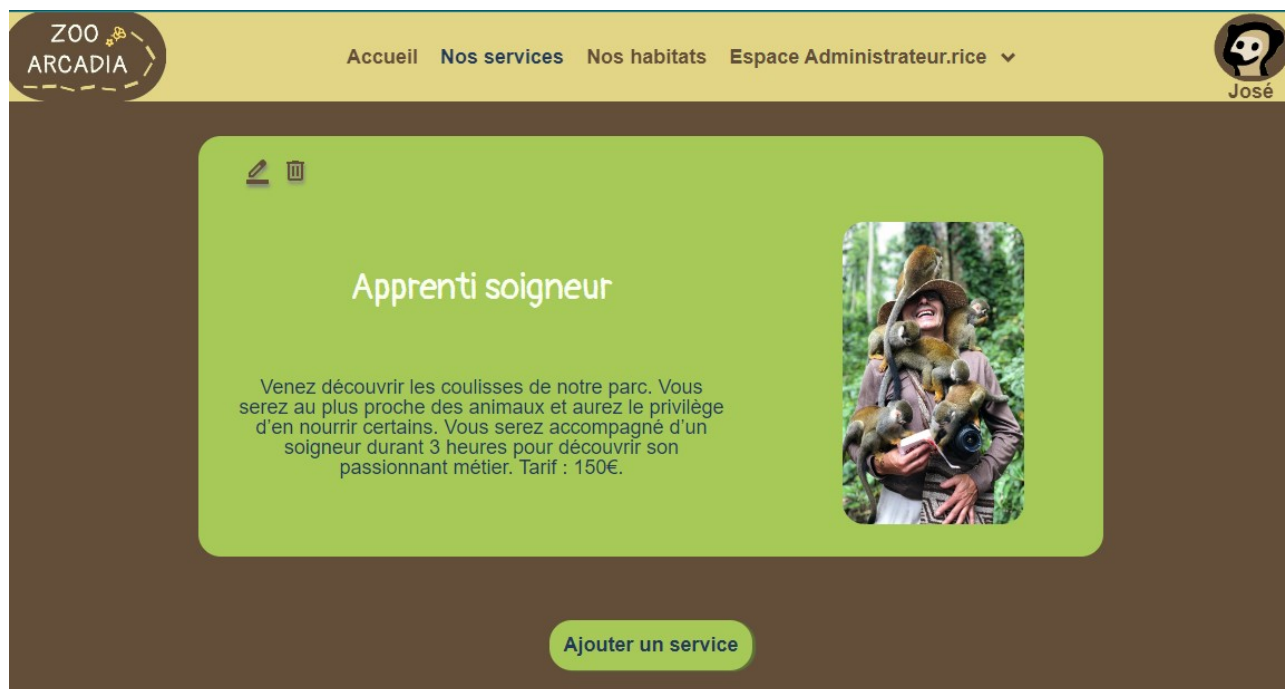 ZOO
ARCADIA
Accueil Nos services Nos habitats Espace Administrateur.rice
José
Apprenti soigneur
Venez découvrir les coulisses de notre parc. Vous
serez au plus proche des animaux et aurez le privilège
d'en nourrir certains. Vous serez accompagné d'un
soigneur durant 3 heures pour découvrir son
passionnant métier. Tarif : 150€.
Ajouter un service